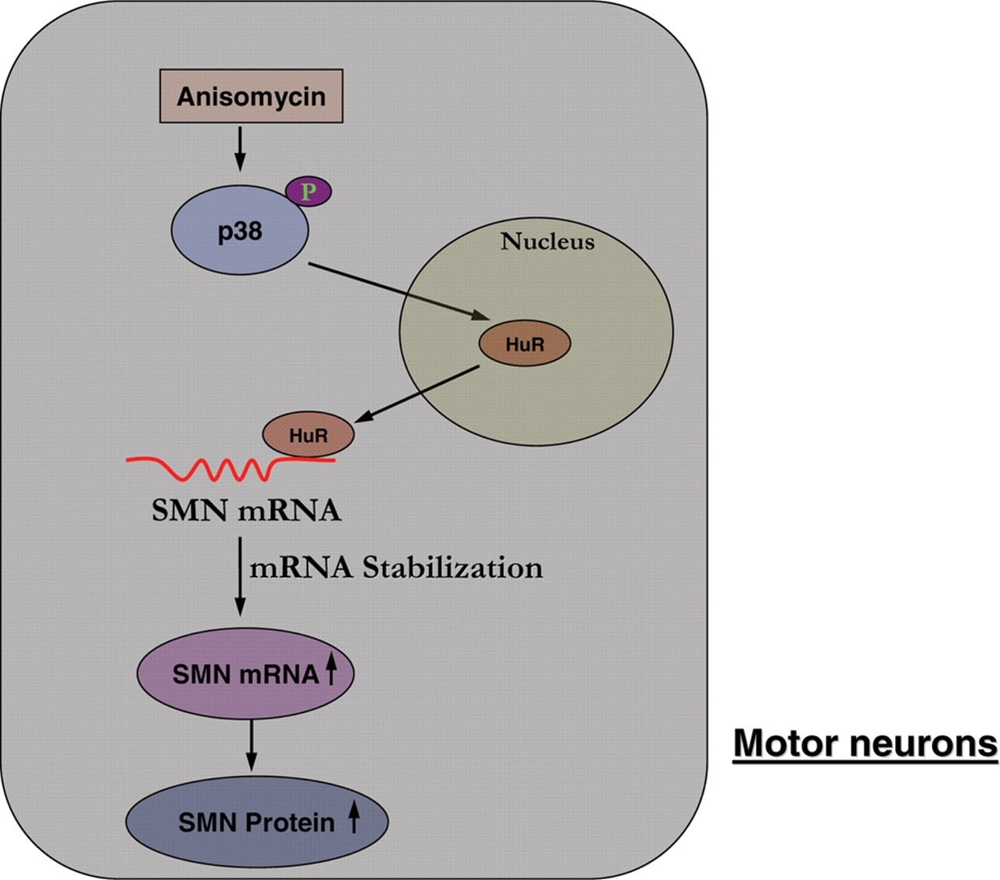 Anisomycin
P
p38
Nucleus
HuR
HuR
SMN mRNA
mRNA Stabilization
SMN mRNA
SMN Protein
Motor neurons